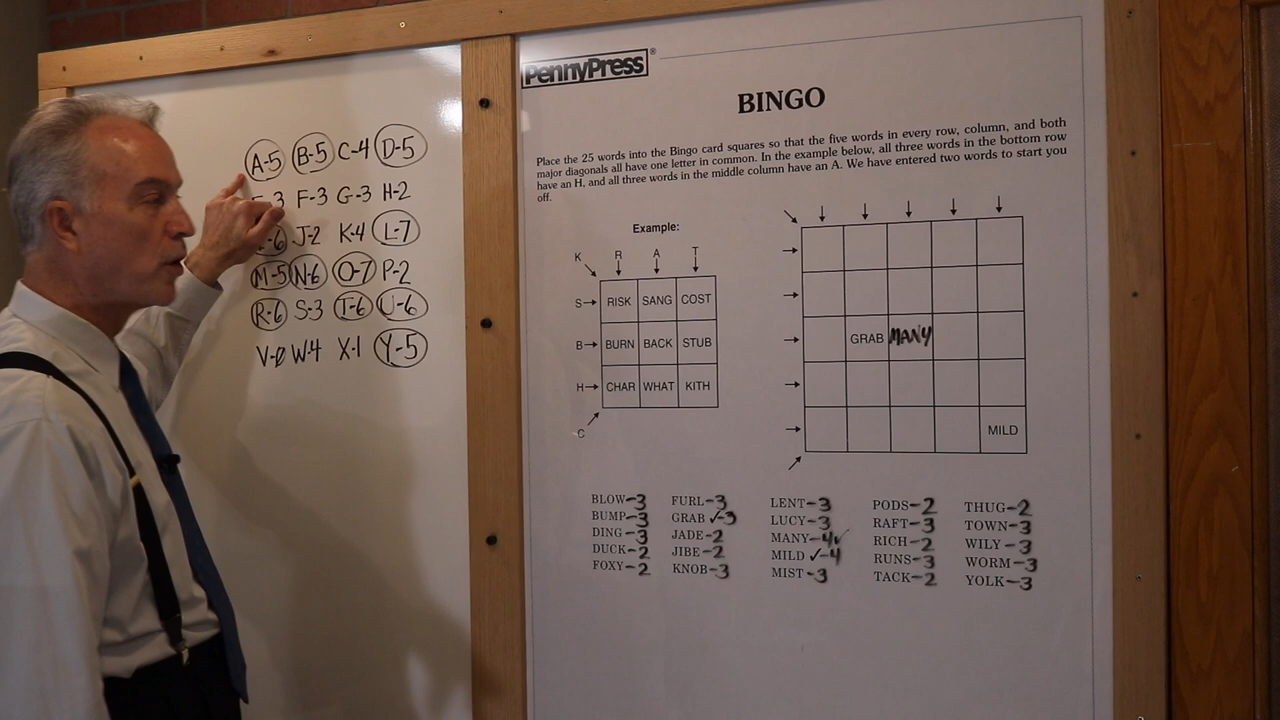 A-5 B-5 C-4 D-5
F-3 G-3 H-2
J-2 K-4 L-7
M-5 N-6 O-7 P-2
R-6 S-3 T-6 U-6
V-0 W-4 X-1 Y-5
PennyPress®
BINGO
Place the 25 words into the Bingo card squares so that the five words in every row, column, and both
major diagonals all have one letter in common. In the example below, all three words in the bottom row
have an H, and all three words in the middle column have an A. We have entered two words to start you
off.
Example:
K R A T
S→ RISK SANG COST
B→ BURN BACK STUB
H→ CHAR WHAT KITH
C
GRAB MANY
MILD
BLOW-3 FURL-3 LENT-3 PODS-2 THUG-2
BUMP-3 GRAB ✓-3 LUCY-3 RAFT-3 TOWN-3
DING-3 JADE-2 MANY-4✓ RICH-2 WILY-3
DUCK-2 JIBE-2 MILD ✓-4 RUNS-3 WORM-3
FOXY-2 KNOB-3 MIST-3 TACK-2 YOLK-3